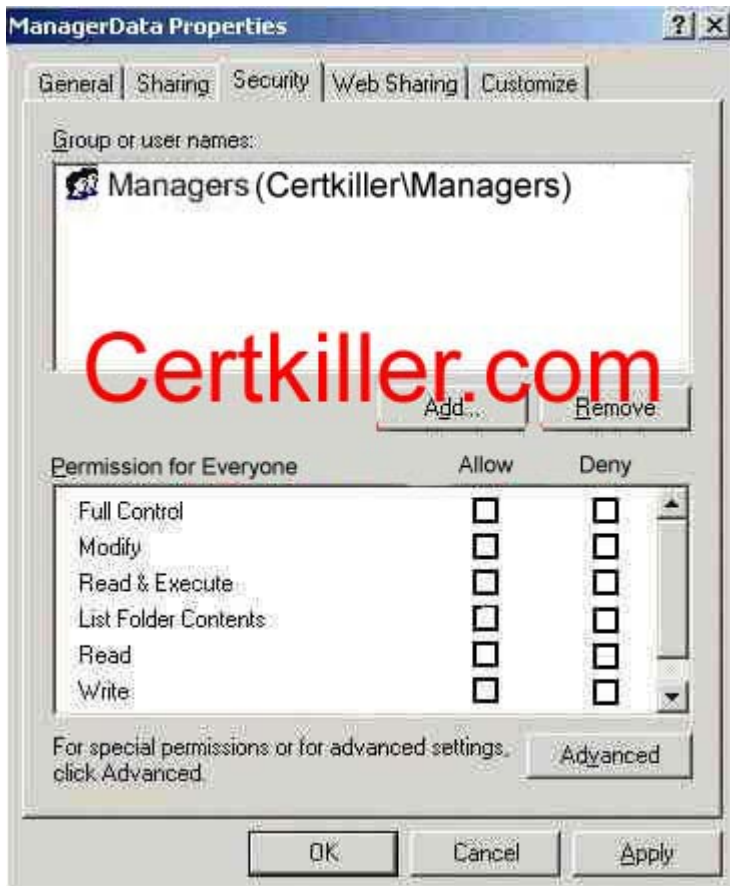 ManagerData Properties
? X
General Sharing Security Web Sharing Customize
Group or user names:
Managers (Certkiller\Managers)
Certkiller.com
Add... Remove
Permission for Everyone Allow Deny
Full Control
Modify
Read & Execute
List Folder Contents
Read
Write
For special permissions or for advanced settings, Advanced
click Advanced.
OK Cancel Apply